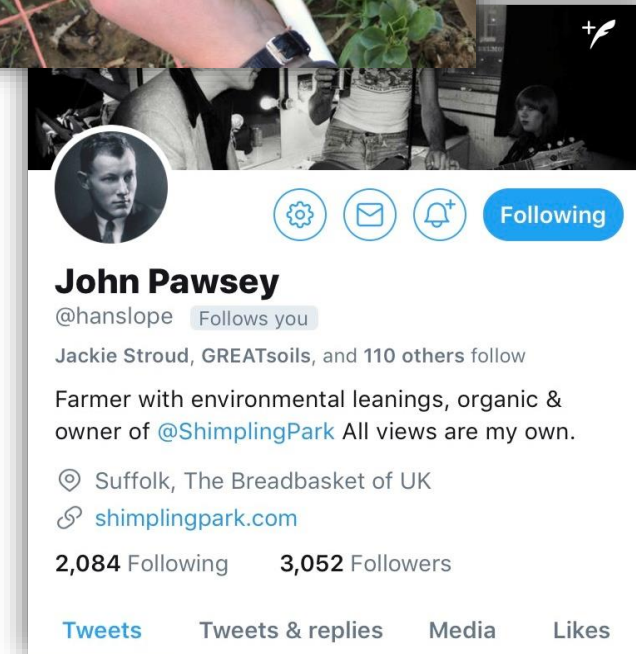 Following
John Pawsey
@hanslope Follows you
Jackie Stroud, GREATsoils, and 110 others follow
Farmer with environmental leanings, organic &
owner of @ShimplingPark All views are my own.
Suffolk, The Breadbasket of UK
shimplingpark.com
2,084 Following 3,052 Followers
Tweets Tweets & replies Media Likes